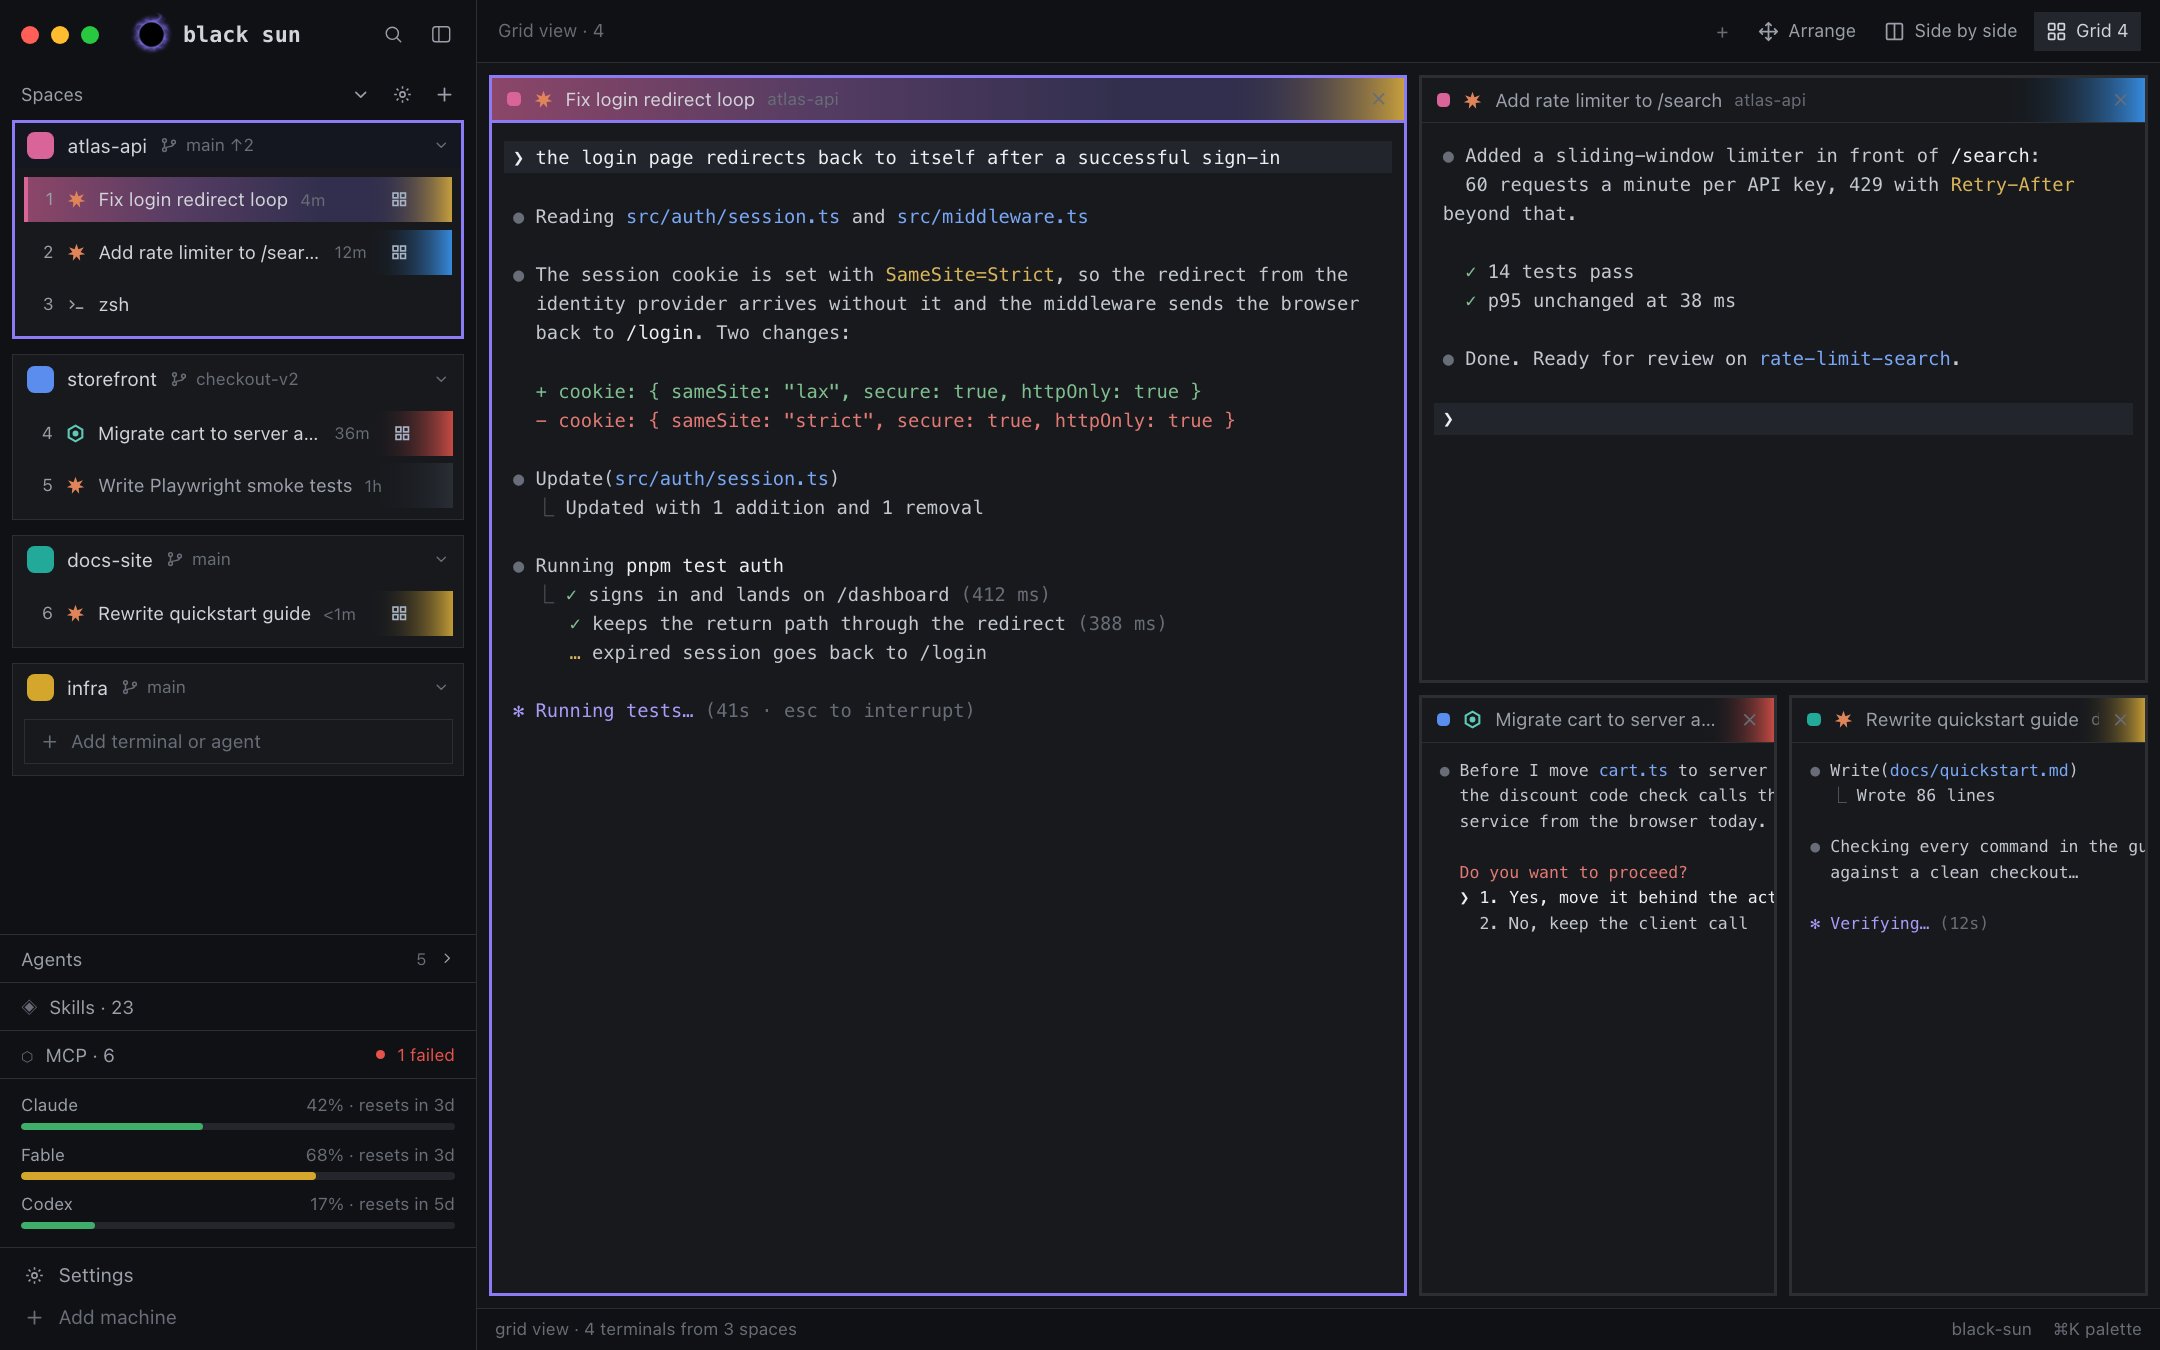 black sun
Spaces
atlas-api main ↑2
1 Fix login redirect loop 4m
2 Add rate limiter to /sear... 12m
3 zsh
storefront checkout-v2
4 Migrate cart to server a... 36m
5 Write Playwright smoke tests 1h
docs-site main
6 Rewrite quickstart guide <1m
infra main
+ Add terminal or agent
Agents 5
Skills · 23
MCP · 6 1 failed
Claude 42% · resets in 3d
Fable 68% · resets in 3d
Codex 17% · resets in 5d
Settings
+ Add machine
Grid view · 4
+ Arrange Side by side Grid 4
Fix login redirect loop atlas-api
❯ the login page redirects back to itself after a successful sign-in
● Reading src/auth/session.ts and src/middleware.ts
● The session cookie is set with SameSite=Strict, so the redirect from the
identity provider arrives without it and the middleware sends the browser
back to /login. Two changes:
+ cookie: { sameSite: "lax", secure: true, httpOnly: true }
− cookie: { sameSite: "strict", secure: true, httpOnly: true }
● Update(src/auth/session.ts)
⎿ Updated with 1 addition and 1 removal
● Running pnpm test auth
⎿ ✓ signs in and lands on /dashboard (412 ms)
✓ keeps the return path through the redirect (388 ms)
… expired session goes back to /login
✻ Running tests… (41s · esc to interrupt)
Add rate limiter to /search atlas-api
● Added a sliding-window limiter in front of /search:
60 requests a minute per API key, 429 with Retry-After
beyond that.
✓ 14 tests pass
✓ p95 unchanged at 38 ms
● Done. Ready for review on rate-limit-search.
❯
Migrate cart to server a...
● Before I move cart.ts to server
the discount code check calls th
service from the browser today.
Do you want to proceed?
❯ 1. Yes, move it behind the act
2. No, keep the client call
Rewrite quickstart guide d
● Write(docs/quickstart.md)
⎿ Wrote 86 lines
● Checking every command in the gu
against a clean checkout…
✻ Verifying… (12s)
grid view · 4 terminals from 3 spaces
black-sun ⌘K palette